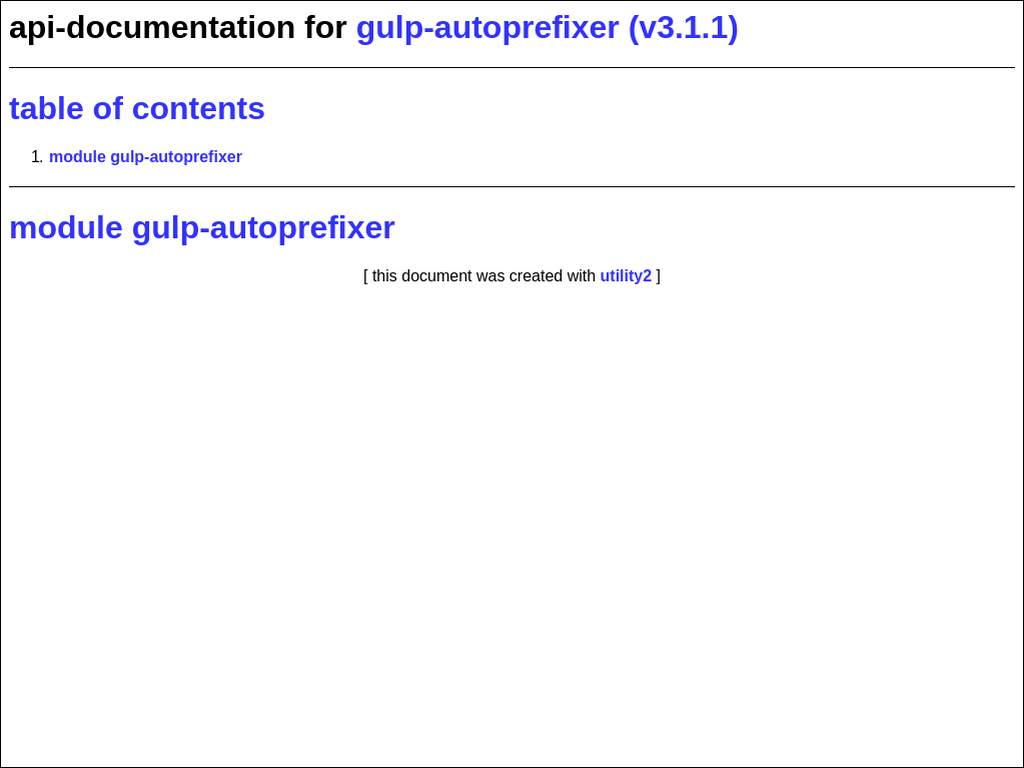 api-documentation for gulp-autoprefixer (v3.1.1)
table of contents
1. module gulp-autoprefixer
module gulp-autoprefixer
[ this document was created with utility2 ]